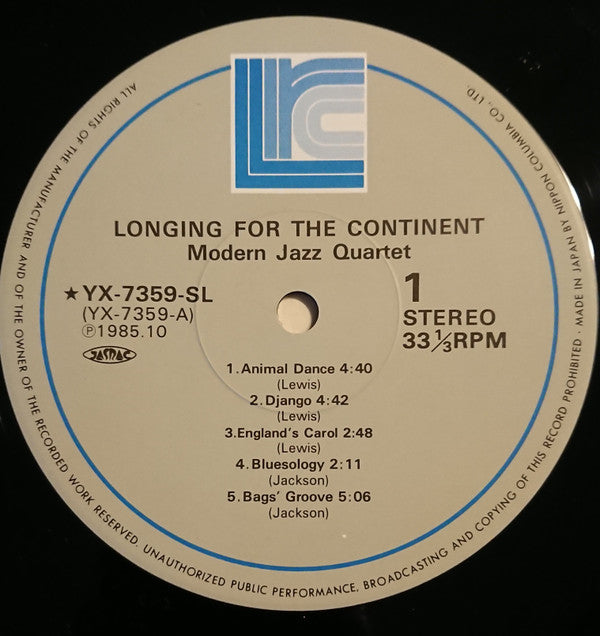 LRC
LONGING FOR THE CONTINENT
Modern Jazz Quartet
★YX-7359-SL
(YX-7359-A)
Ⓟ1985.10
JASRAC
1
STEREO
33⅓RPM
1.Animal Dance 4:40
(Lewis)
2.Django 4:42
(Lewis)
3.England's Carol 2:48
(Lewis)
4.Bluesology 2:11
(Jackson)
5.Bags' Groove 5:06
(Jackson)
ALL RIGHTS OF THE MANUFACTURER AND OF THE OWNER OF THE RECORDED WORK RESERVED. UNAUTHORIZED PUBLIC PERFORMANCE, BROADCASTING AND COPYING OF THIS RECORD PROHIBITED · MADE IN JAPAN BY NIPPON COLUMBIA CO., LTD.